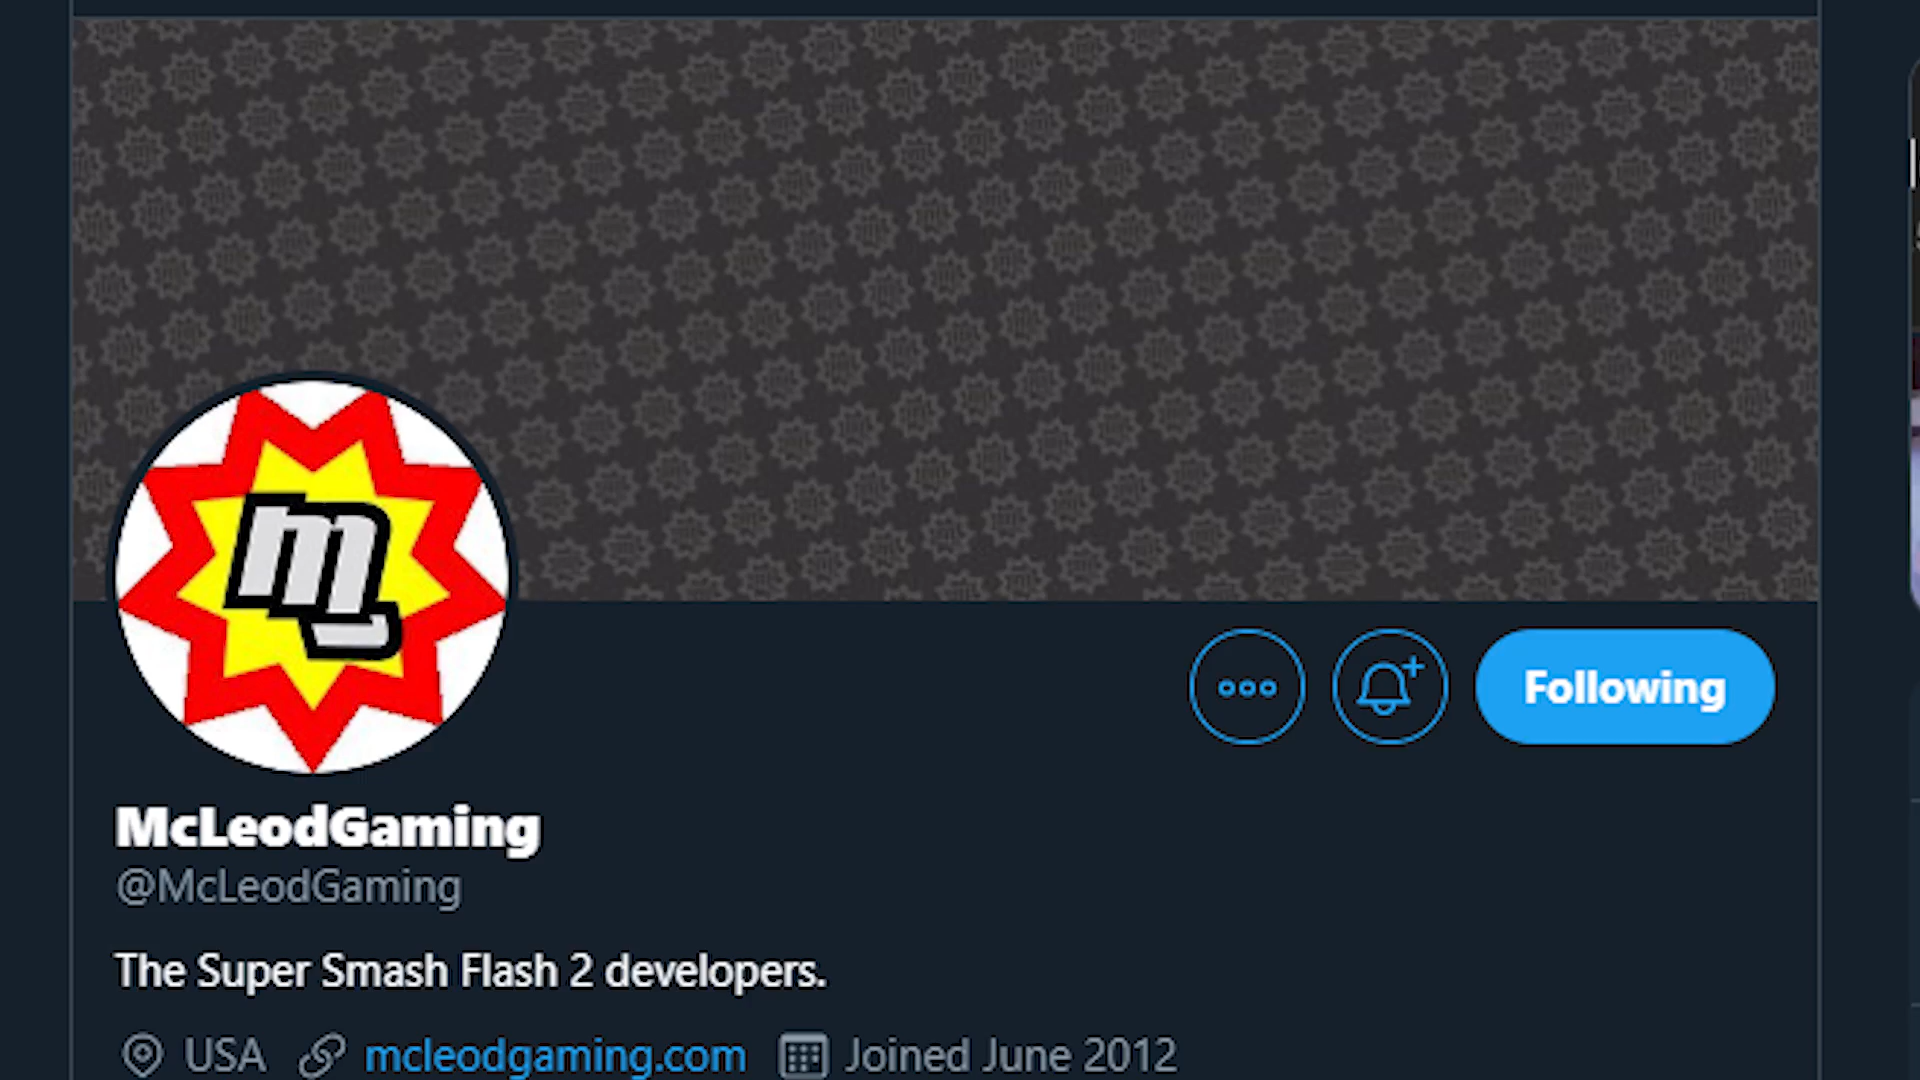 Following
McLeodGaming
@McLeodGaming
The Super Smash Flash 2 developers.
USA mcleodgaming.com Joined June 2012